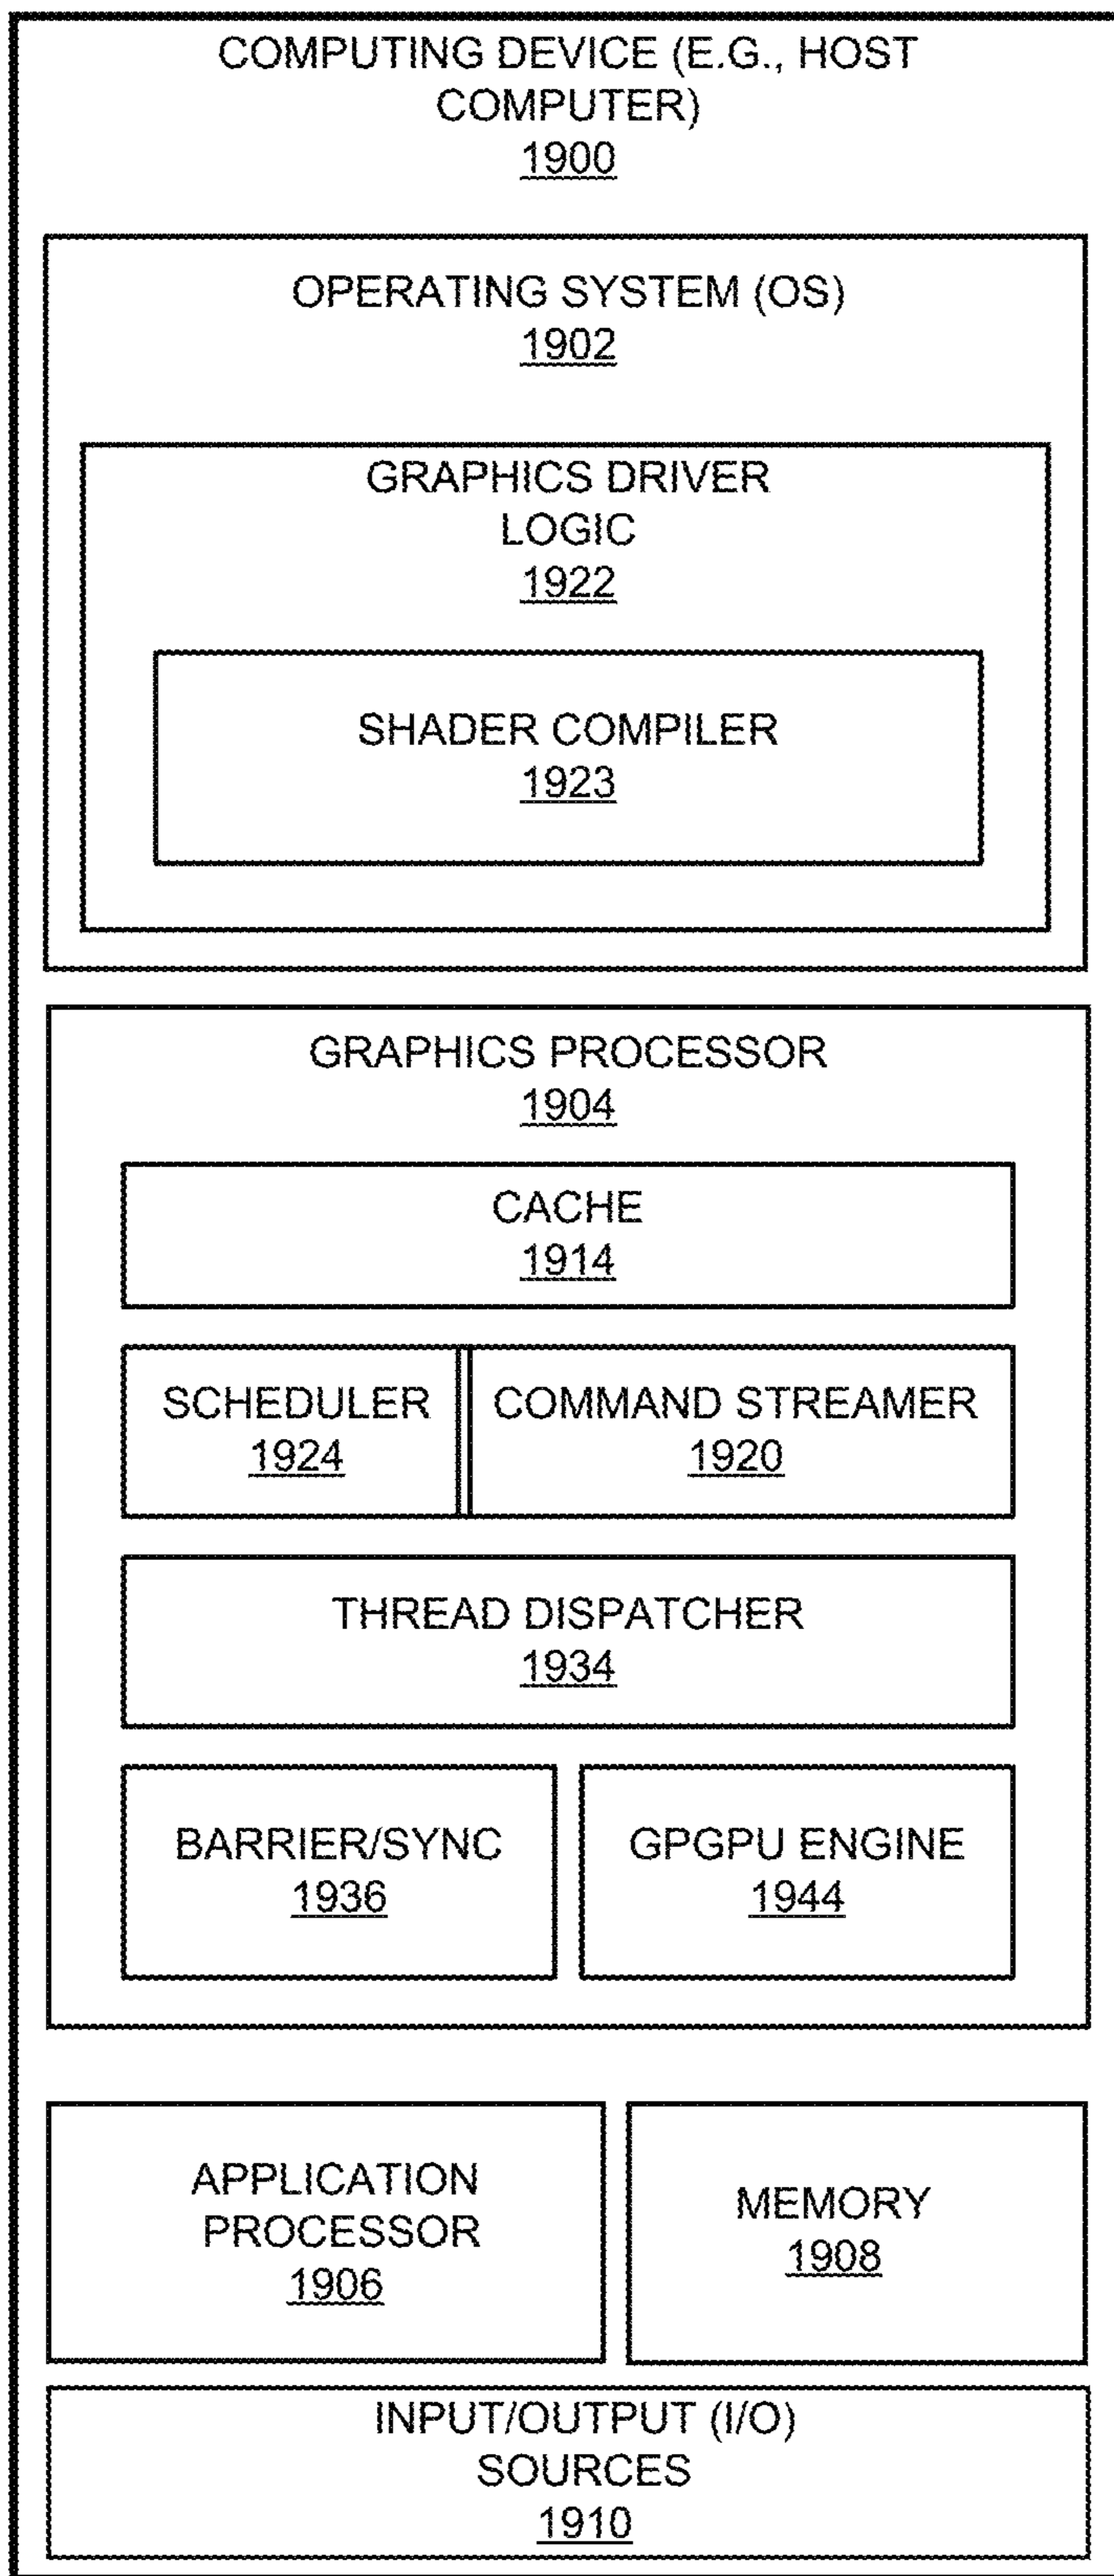 COMPUTING DEVICE (E.G., HOST
COMPUTER)
1900
OPERATING SYSTEM (OS)
1902
GRAPHICS DRIVER
LOGIC
1922
SHADER COMPILER
1923
GRAPHICS PROCESSOR
1904
CACHE
1914
SCHEDULER
1924
COMMAND STREAMER
1920
THREAD DISPATCHER
1934
BARRIER/SYNC
1936
GPGPU ENGINE
1944
APPLICATION
PROCESSOR
1906
MEMORY
1908
INPUT/OUTPUT (I/O)
SOURCES
1910